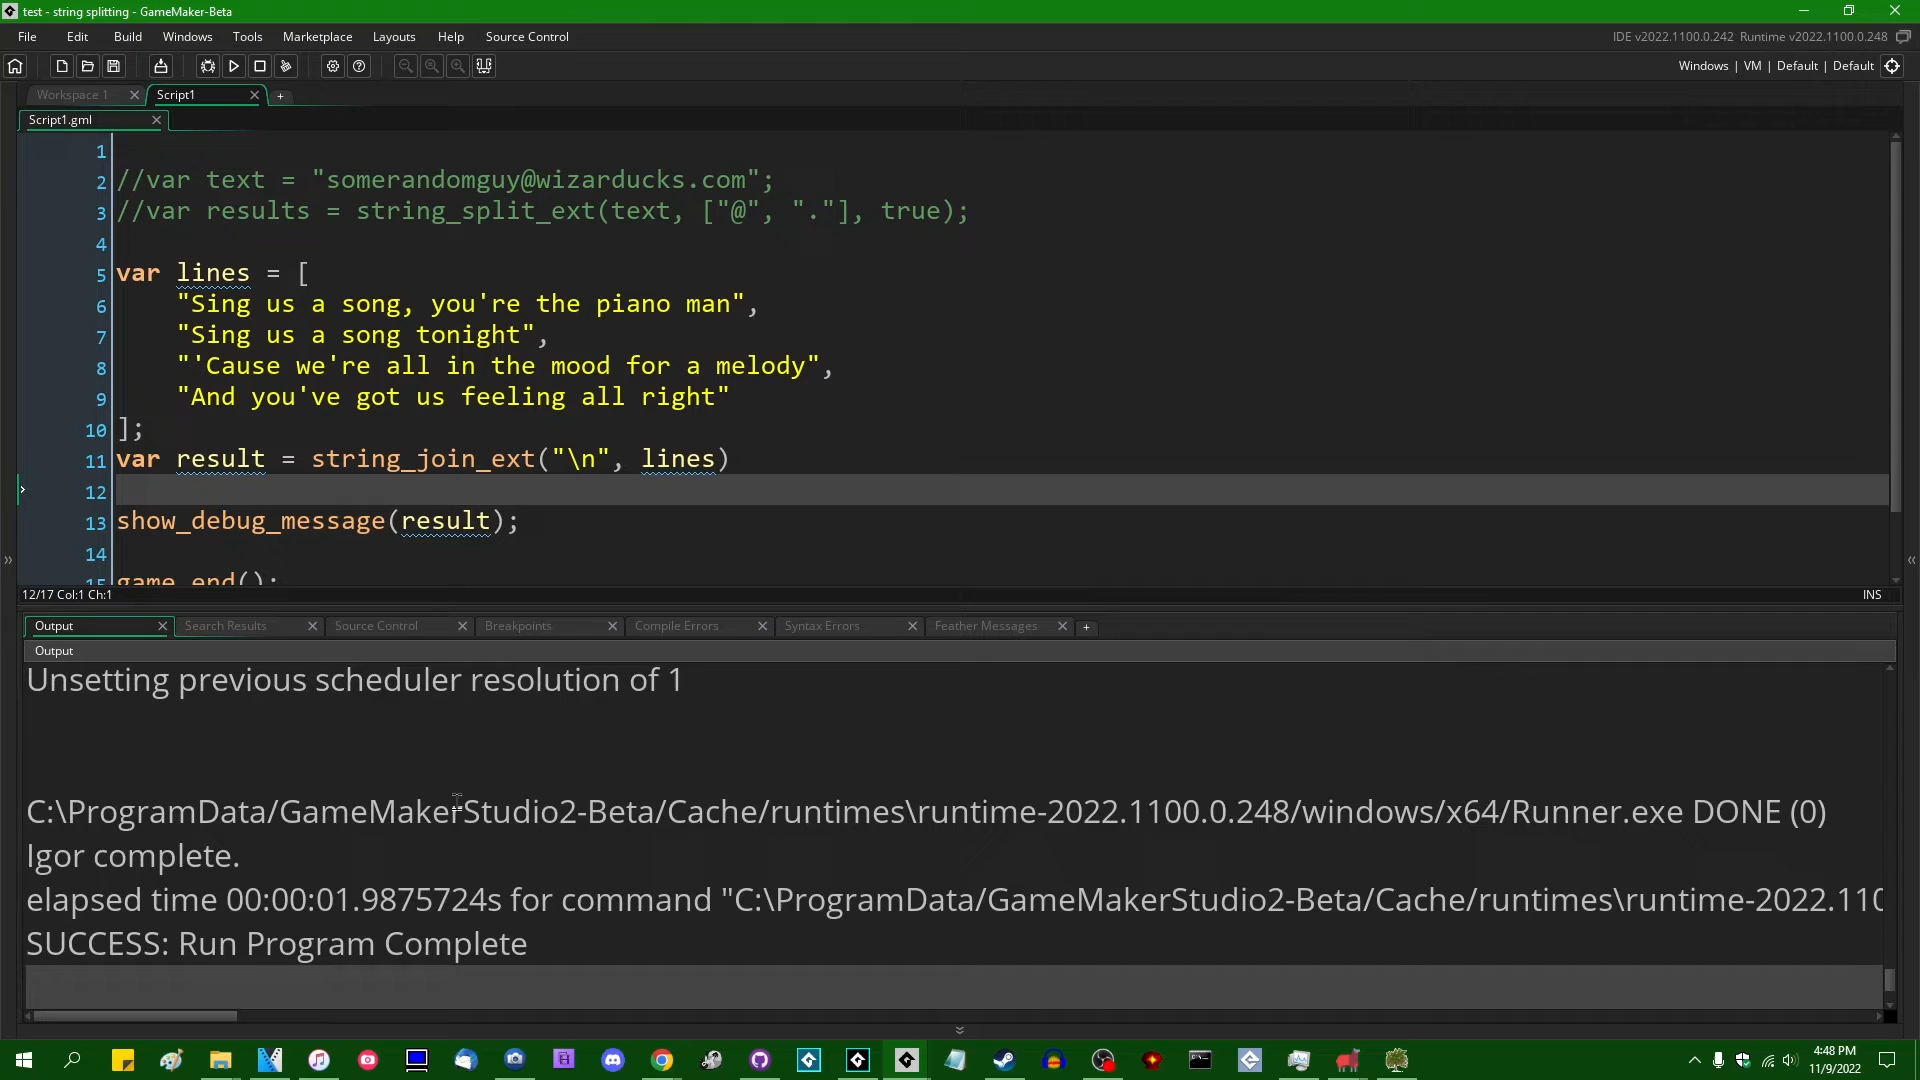 test - string splitting - GameMaker-Beta
File Edit Build Windows Tools Marketplace Layouts Help Source Control
IDE v2022.1100.0.242 Runtime v2022.1100.0.248
Windows | VM | Default | Default
Workspace 1 Script1
Script1.gml
1
2 //var text = "somerandomguy@wizarducks.com";
3 //var results = string_split_ext(text, ["@", "."], true);
4
5 var lines = [
6 "Sing us a song, you're the piano man",
7 "Sing us a song tonight",
8 "'Cause we're all in the mood for a melody",
9 "And you've got us feeling all right"
10 ];
11 var result = string_join_ext("\n", lines)
12
13 show_debug_message(result);
14
15 game_end();
12/17 Col:1 Ch:1 INS
Output Search Results Source Control Breakpoints Compile Errors Syntax Errors Feather Messages
Output
Unsetting previous scheduler resolution of 1
C:\ProgramData/GameMakerStudio2-Beta/Cache/runtimes\runtime-2022.1100.0.248/windows/x64/Runner.exe DONE (0)
Igor complete.
elapsed time 00:00:01.9875724s for command "C:\ProgramData/GameMakerStudio2-Beta/Cache/runtimes\runtime-2022.110
SUCCESS: Run Program Complete
4:48 PM
11/9/2022